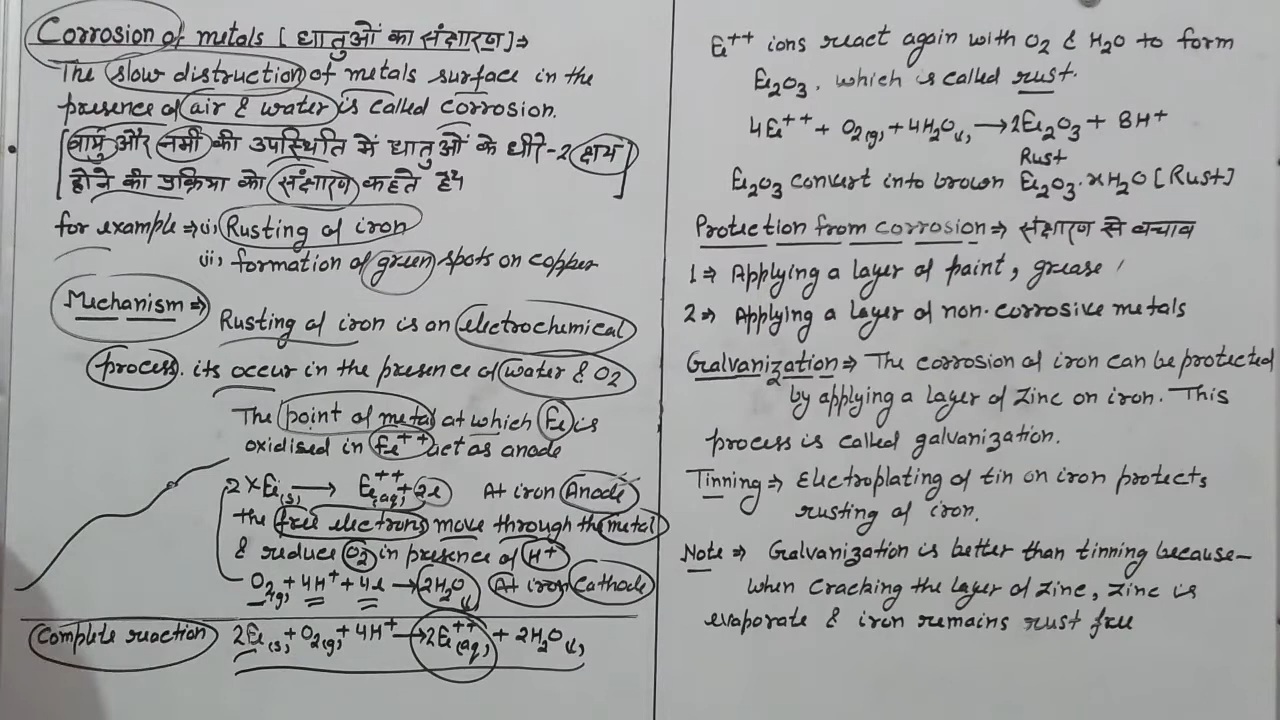 Corrosion of metals [धातुओं का संक्षारण] ⇒
The slow distruction of metals surface in the
presence of air & water is called corrosion.
[वायु और नमी की उपस्थिति में धातुओं के धीरे-2 क्षय
होने की प्रक्रिया को संक्षारण कहते हैं]
for example ⇒ (i) Rusting of iron
(ii) formation of green spots on copper
Mechanism ⇒
Rusting of iron is an electrochemical
process. its occur in the presence of water & O2
The point of metal at which Fe is
oxidised in Fe++ act as anode
2 × Fe(s) → Fe++(aq) + 2e At iron Anode
the free electrons move through the metal
& reduce O2 in presence of H+
O2(g) + 4H+ + 4e → 2H2O(l) At iron Cathode
Complete reaction 2Fe(s) + O2(g) + 4H+ → 2Fe++(aq) + 2H2O(l)
Fe++ ions react again with O2 & H2O to form
Fe2O3. which is called rust.
4Fe++ + O2(g) + 4H2O(l) → 2Fe2O3 + 8H+
Rust
Fe2O3 convert into brown Fe2O3.xH2O [Rust]
Protection from corrosion ⇒ संक्षारण से बचाव
1 ⇒ Applying a layer of paint, grease
2 ⇒ Applying a layer of non-corrosive metals
Galvanization ⇒ The corrosion of iron can be protected
by applying a layer of zinc on iron. This
process is called galvanization.
Tinning ⇒ Electroplating of tin on iron protects
rusting of iron.
Note ⇒ Galvanization is better than tinning because–
when cracking the layer of zinc, zinc is
evaporate & iron remains rust free